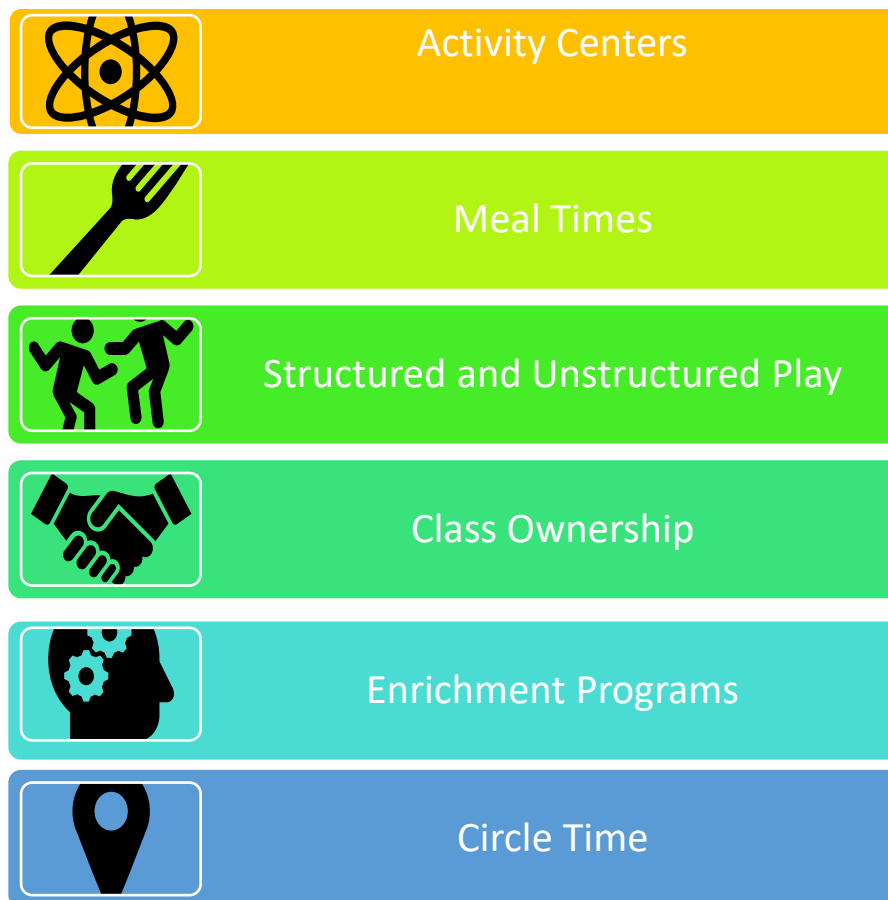 Activity Centers
Meal Times
Structured and Unstructured Play
Class Ownership
Enrichment Programs
Circle Time